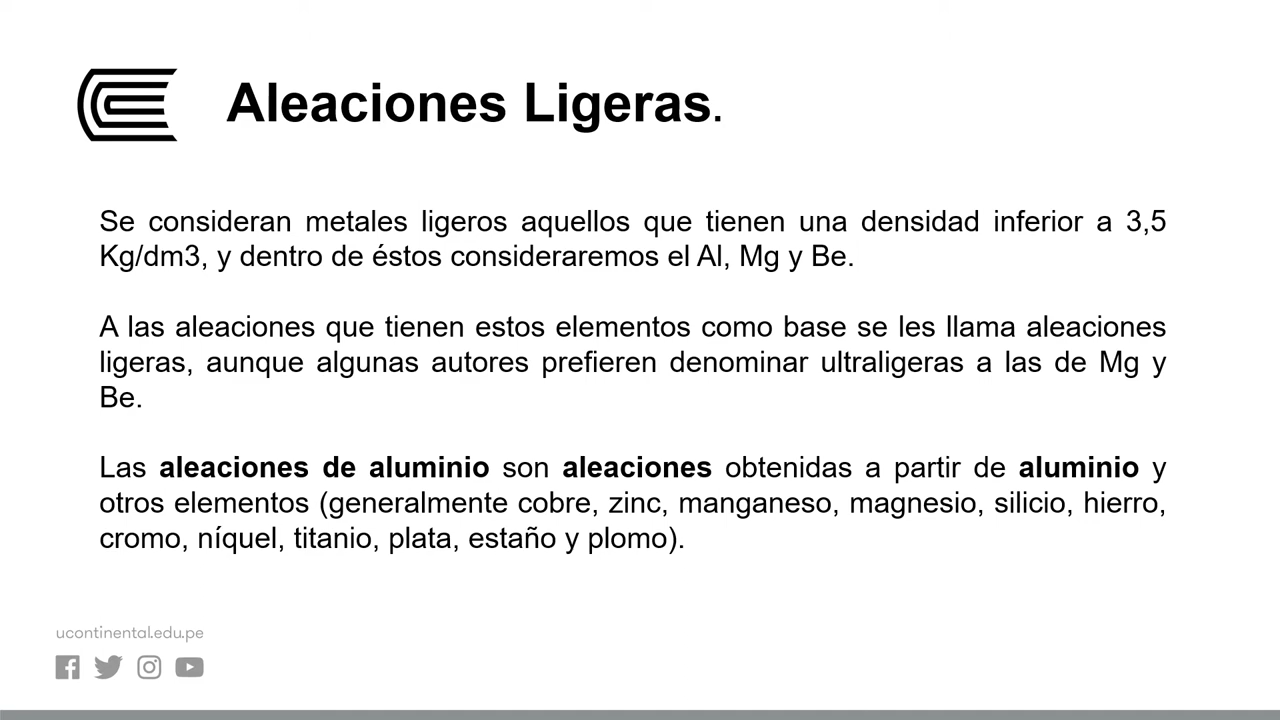 Aleaciones Ligeras.
Se consideran metales ligeros aquellos que tienen una densidad inferior a 3,5
Kg/dm3, y dentro de éstos consideraremos el Al, Mg y Be.
A las aleaciones que tienen estos elementos como base se les llama aleaciones
ligeras, aunque algunas autores prefieren denominar ultraligeras a las de Mg y
Be.
Las aleaciones de aluminio son aleaciones obtenidas a partir de aluminio y
otros elementos (generalmente cobre, zinc, manganeso, magnesio, silicio, hierro,
cromo, níquel, titanio, plata, estaño y plomo).
ucontinental.edu.pe